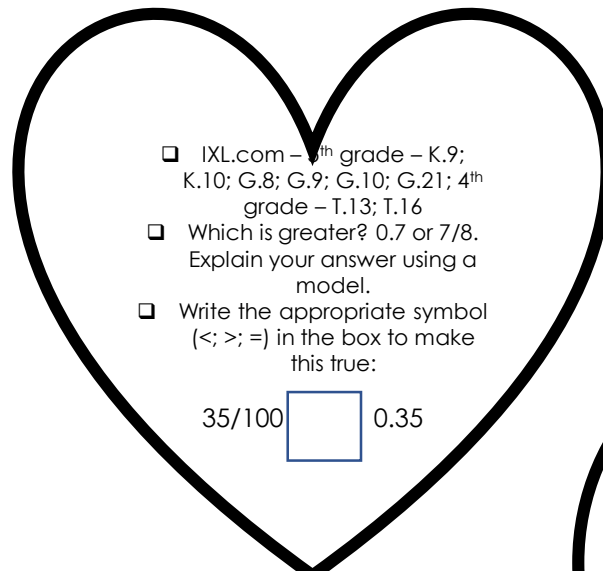 ❑ IXL.com – 5th grade – K.9;
K.10; G.8; G.9; G.10; G.21; 4th
grade – T.13; T.16
❑ Which is greater? 0.7 or 7/8.
Explain your answer using a
model.
❑ Write the appropriate symbol
(<; >; =) in the box to make
this true:
35/100 0.35